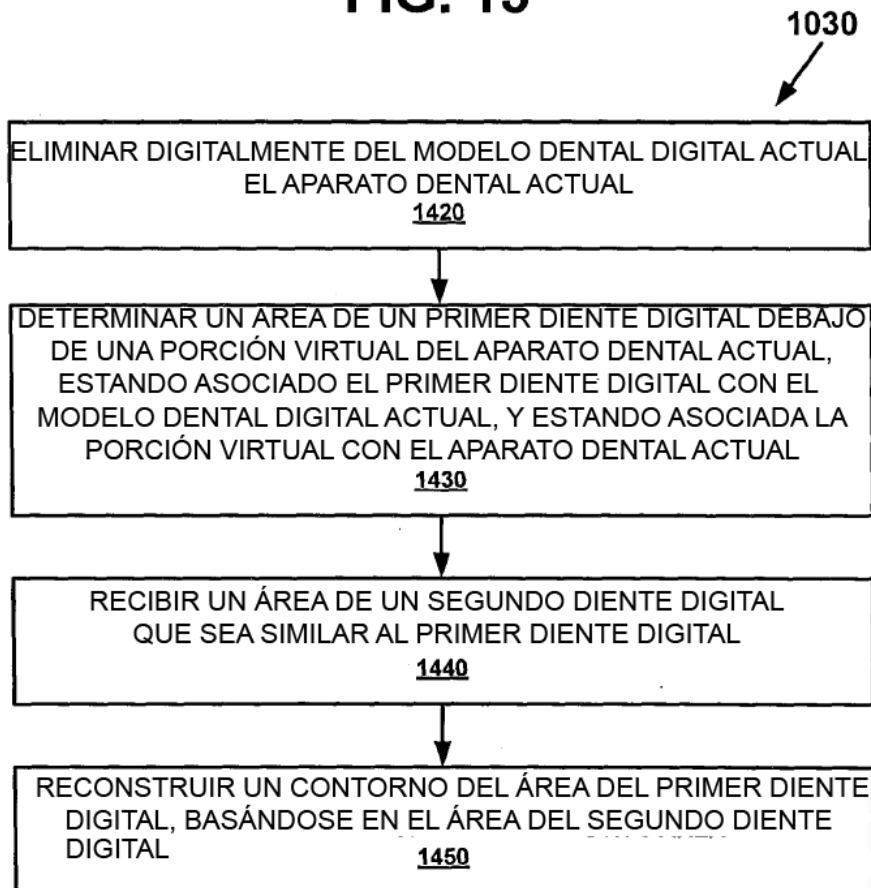 FIG. 13
1030
ELIMINAR DIGITALMENTE DEL MODELO DENTAL DIGITAL ACTUAL
EL APARATO DENTAL ACTUAL
1420
DETERMINAR UN ÁREA DE UN PRIMER DIENTE DIGITAL DEBAJO
DE UNA PORCIÓN VIRTUAL DEL APARATO DENTAL ACTUAL,
ESTANDO ASOCIADO EL PRIMER DIENTE DIGITAL CON EL
MODELO DENTAL DIGITAL ACTUAL, Y ESTANDO ASOCIADA LA
PORCIÓN VIRTUAL CON EL APARATO DENTAL ACTUAL
1430
RECIBIR UN ÁREA DE UN SEGUNDO DIENTE DIGITAL
QUE SEA SIMILAR AL PRIMER DIENTE DIGITAL
1440
RECONSTRUIR UN CONTORNO DEL ÁREA DEL PRIMER DIENTE
DIGITAL, BASÁNDOSE EN EL ÁREA DEL SEGUNDO DIENTE
DIGITAL
1450